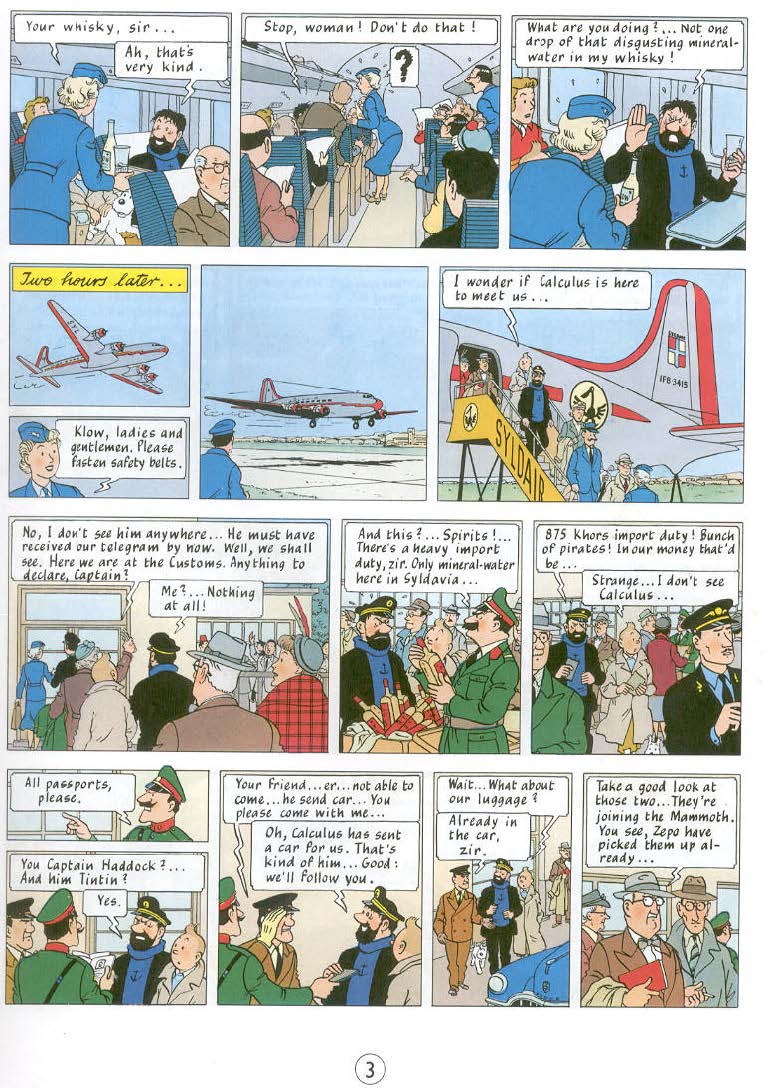 Your whisky, sir...
Ah, that's
very kind.
Stop, woman! Don't do that!
?
What are you doing?... Not one
drop of that disgusting mineral-
water in my whisky!
Two hours later...
Klow, ladies and
gentlemen. Please
fasten safety belts.
I wonder if Calculus is here
to meet us...
IFB·3415
SYLDAIR
No, I don't see him anywhere... He must have
received our telegram by now. Well, we shall
see. Here we are at the Customs. Anything to
declare, Captain?
Me?... Nothing
at all!
And this?... Spirits!...
There's a heavy import
duty, zir. Only mineral-water
here in Syldavia...
875 Khors import duty! Bunch
of pirates! In our money that'd
be...
Strange... I don't see
Calculus...
All passports,
please.
You Captain Haddock?...
And him Tintin?
Yes.
Your friend...er...not able to
come...he send car... You
please come with me...
Oh, Calculus has sent
a car for us. That's
kind of him... Good:
we'll follow you.
Wait... What about
our luggage?
Already in
the car,
zir.
Take a good look at
those two... They're
joining the Mammoth.
You see, Zepo have
picked them up al-
ready...
3